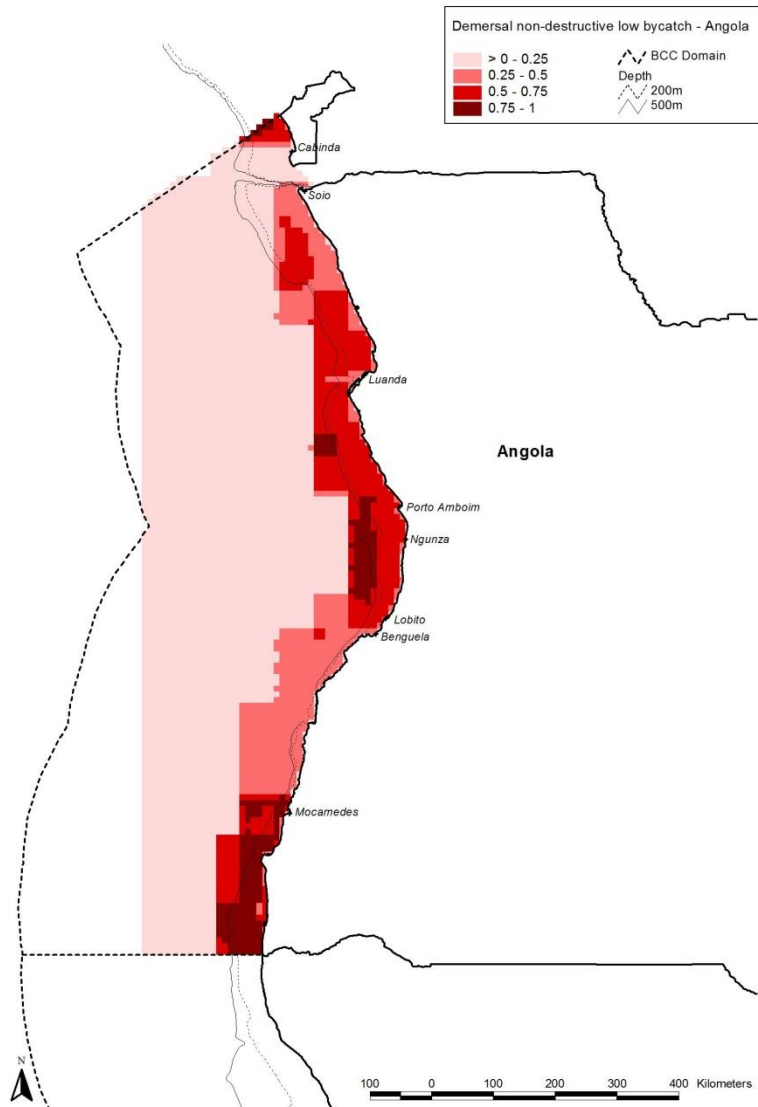 Demersal non-destructive low bycatch - Angola
> 0 - 0.25
0.25 - 0.5
0.5 - 0.75
0.75 - 1
BCC Domain
Depth
200m
500m
Cabinda
Soio
Luanda
Angola
Porto Amboim
Ngunza
Lobito
Benguela
Mocamedes
N
100 0 100 200 300 400 Kilometers